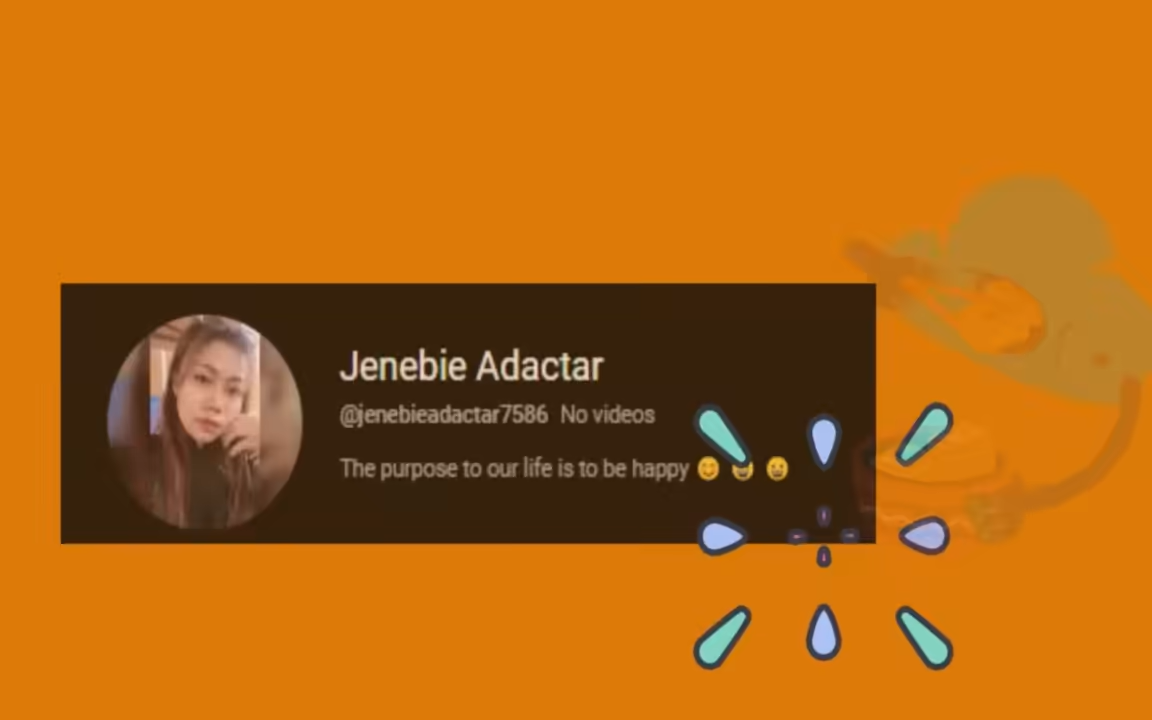 Jenebie Adactar
@jenebieadactar7586 No videos
The purpose to our life is to be happy 😊 😄 😀